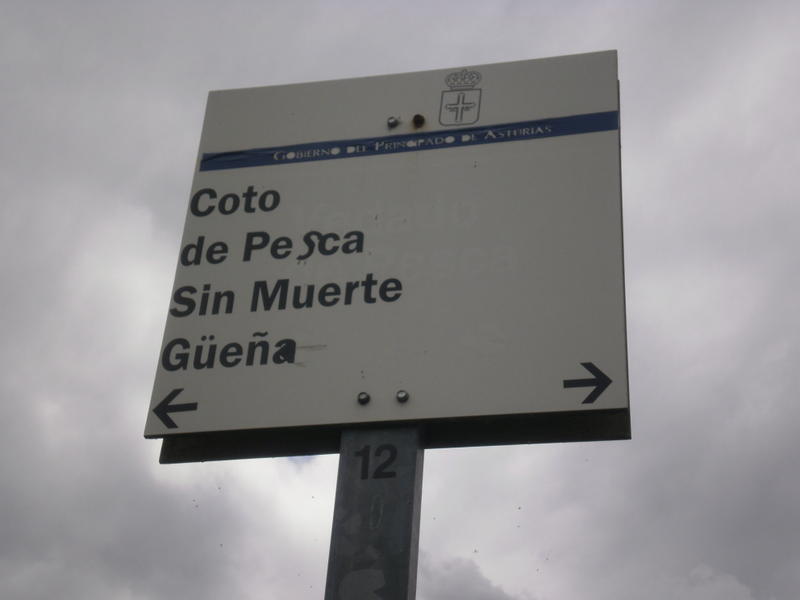 GOBIERNO DEL PRINCIPADO DE ASTURIAS
Coto
de Pesca
Sin Muerte
Güeña
← →
12